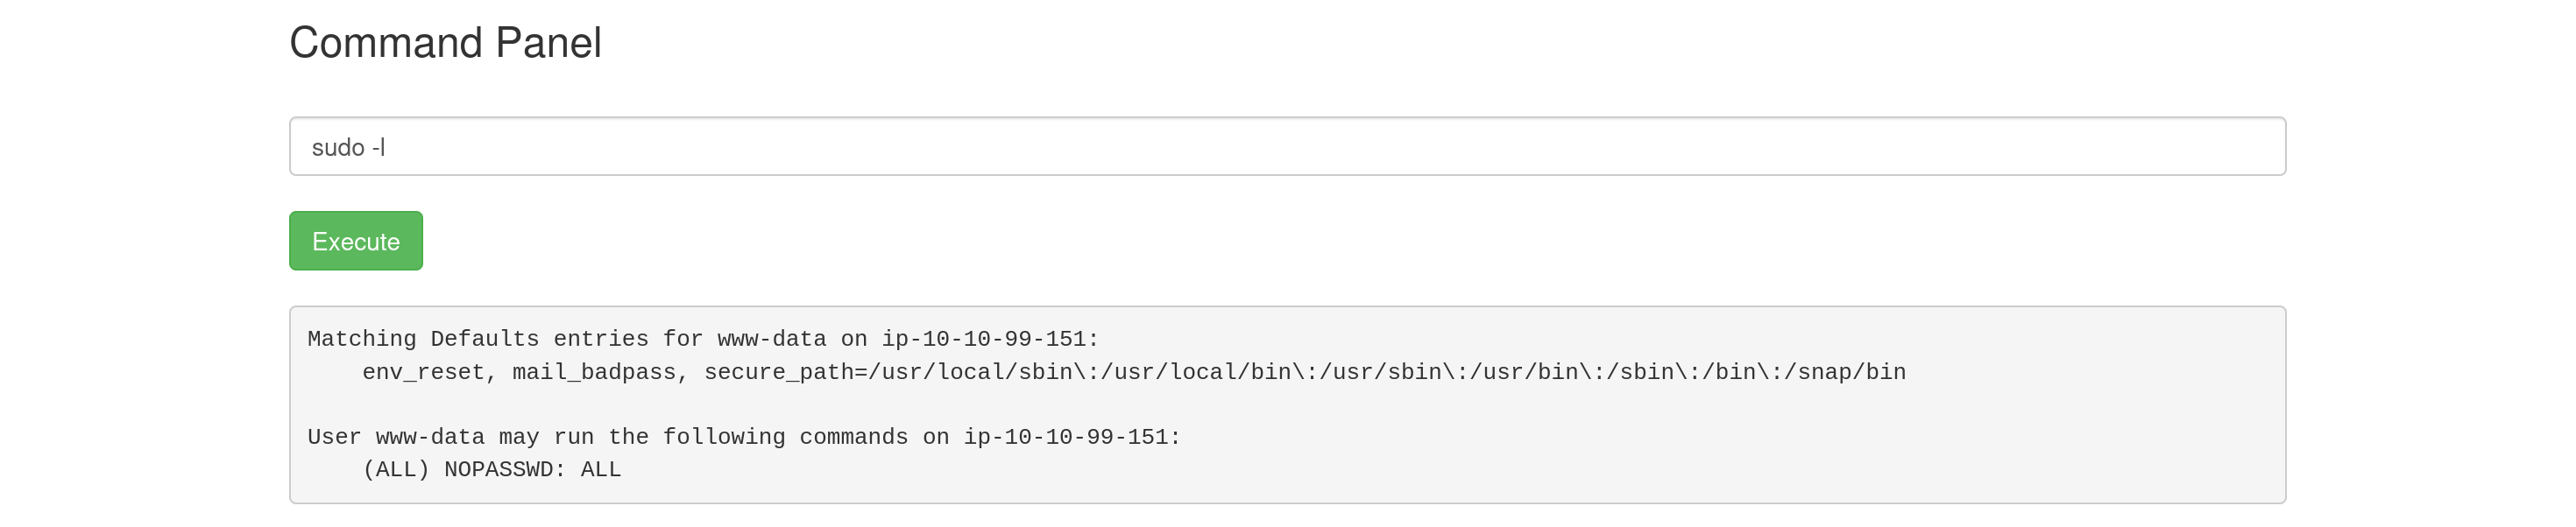 Command Panel
sudo -l
Execute
Matching Defaults entries for www-data on ip-10-10-99-151:
    env_reset, mail_badpass, secure_path=/usr/local/sbin\:/usr/local/bin\:/usr/sbin\:/usr/bin\:/sbin\:/bin\:/snap/bin
User www-data may run the following commands on ip-10-10-99-151:
    (ALL) NOPASSWD: ALL